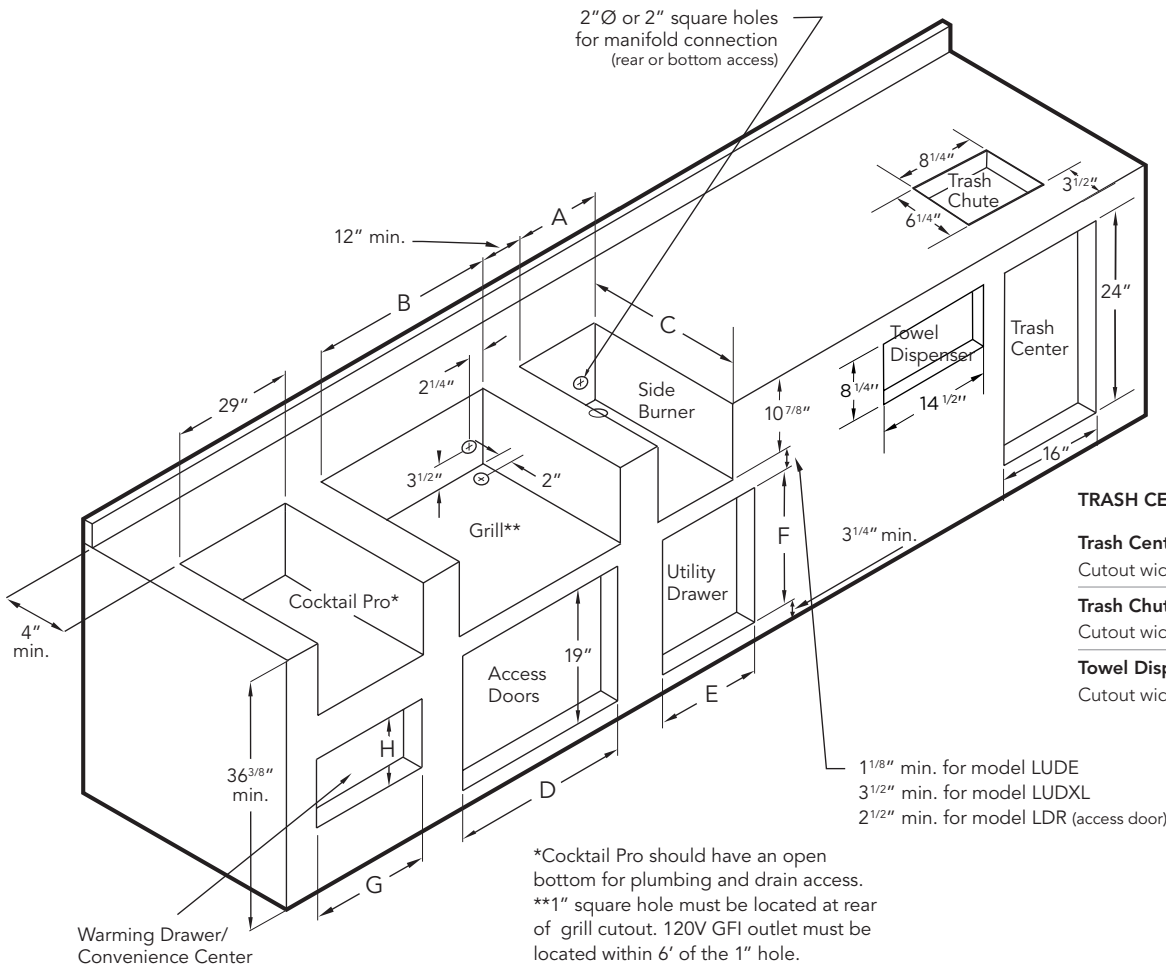 2"Ø or 2" square holes
for manifold connection
(rear or bottom access)
8 1/4"
Trash
Chute
3 1/2"
6 1/4"
A
12" min.
B
C
24"
Towel
Dispenser
Trash
Center
2 1/4"
29"
Side
Burner
10 7/8"
8 1/4"
14 1/2"
3 1/2"
2"
16"
Grill**
F
3 1/4" min.
Utility
Drawer
Cocktail Pro*
4"
min.
19"
Access
Doors
E
H
36 3/8"
min.
D
G
1 1/8" min. for model LUDE
3 1/2" min. for model LUDXL
2 1/2" min. for model LDR (access door)
*Cocktail Pro should have an open
bottom for plumbing and drain access.
**1" square hole must be located at rear
of grill cutout. 120V GFI outlet must be
located within 6' of the 1" hole.
Warming Drawer/
Convenience Center
TRASH CE
Trash Cent
Cutout wid
Trash Chut
Cutout wid
Towel Disp
Cutout wid